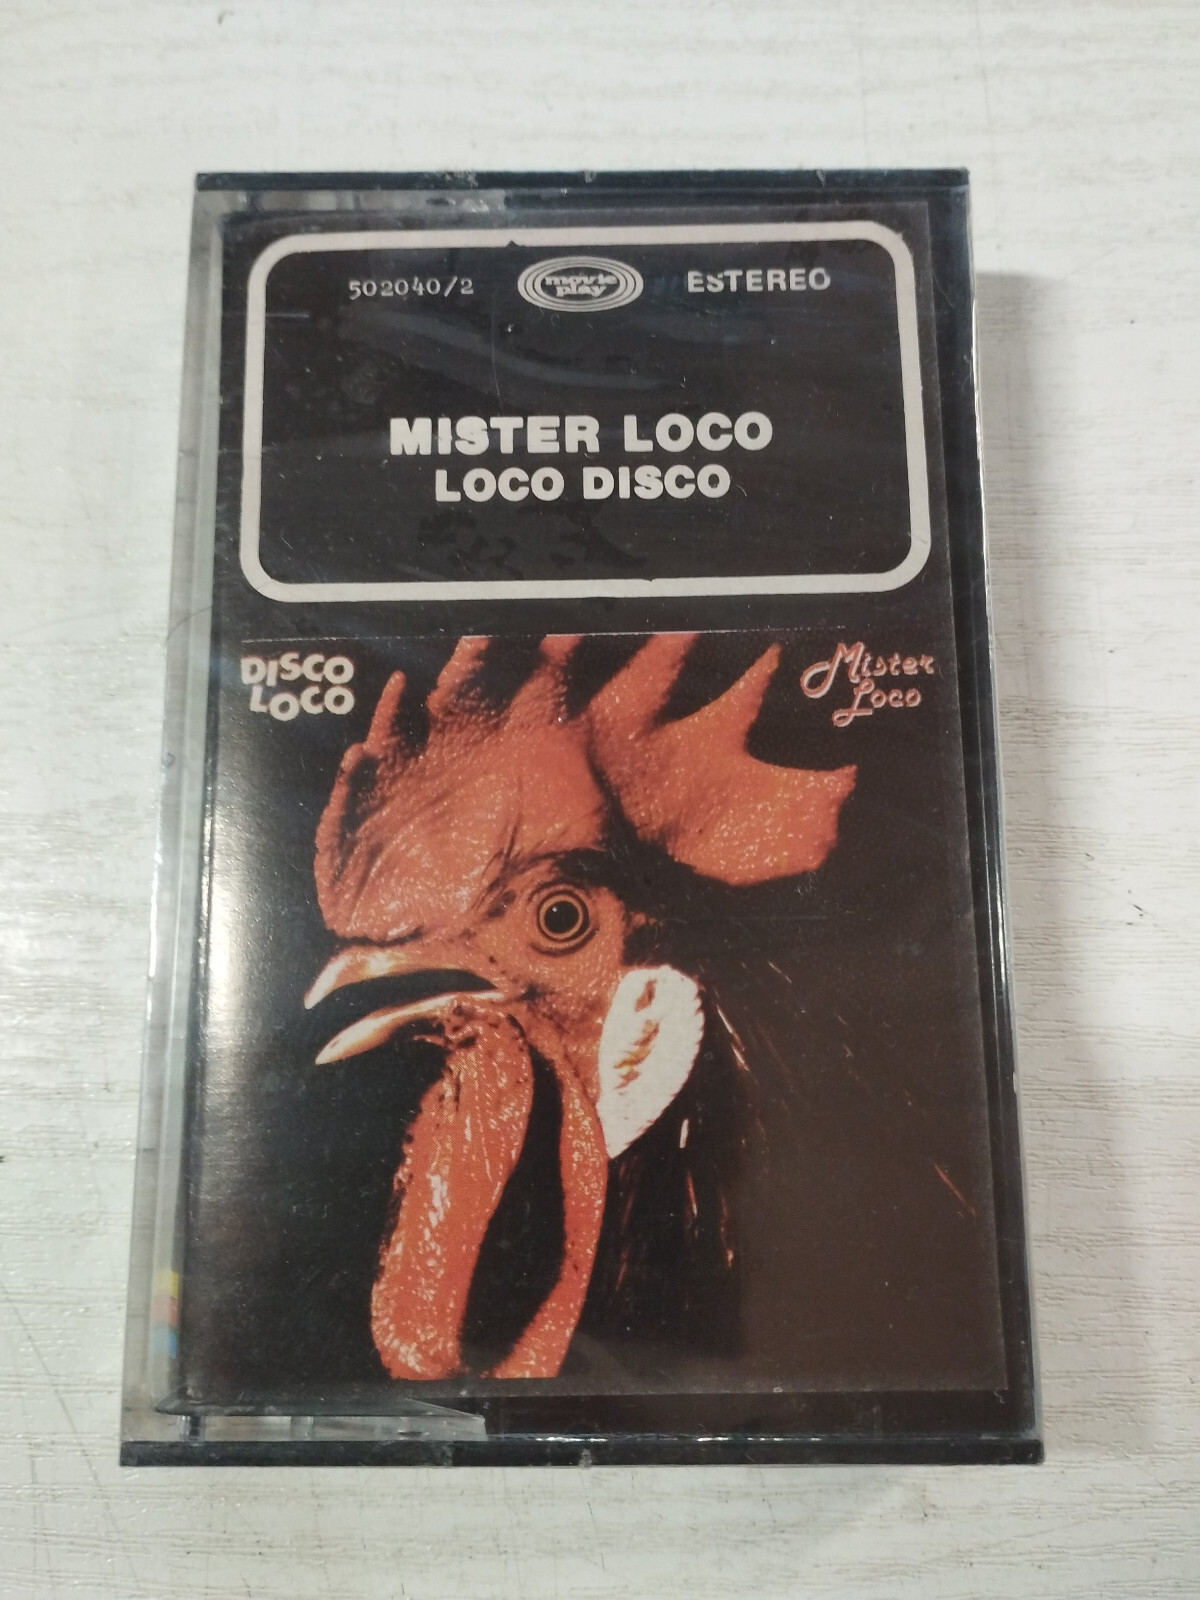 502040/2
movie
play
ESTEREO
MISTER LOCO
LOCO DISCO
DISCO
LOCO
Mister
Loco